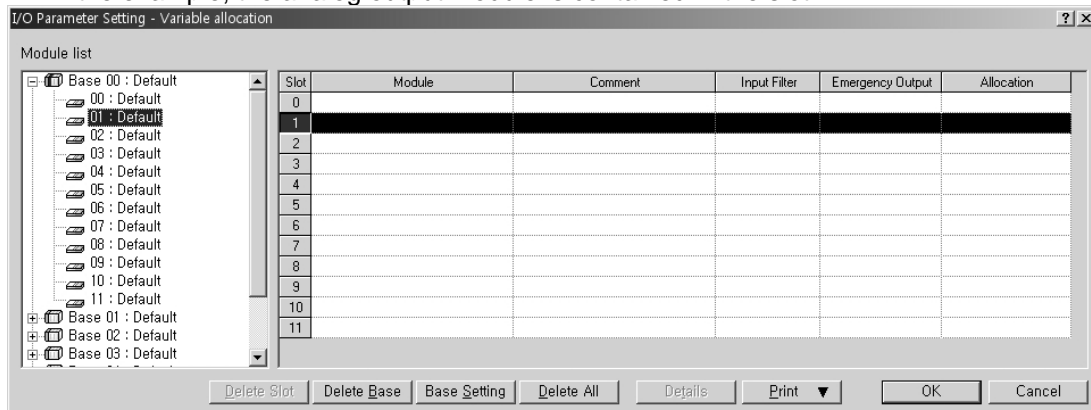 I/O Parameter Setting - Variable allocation
Module list
Base 00 : Default
00 : Default
01 : Default
02 : Default
03 : Default
04 : Default
05 : Default
06 : Default
07 : Default
08 : Default
09 : Default
10 : Default
11 : Default
Base 01 : Default
Base 02 : Default
Base 03 : Default
Slot Module Comment Input Filter Emergency Output Allocation
0
1
2
3
4
5
6
7
8
9
10
11
Delete Slot Delete Base Base Setting Delete All Details Print ▼ OK Cancel